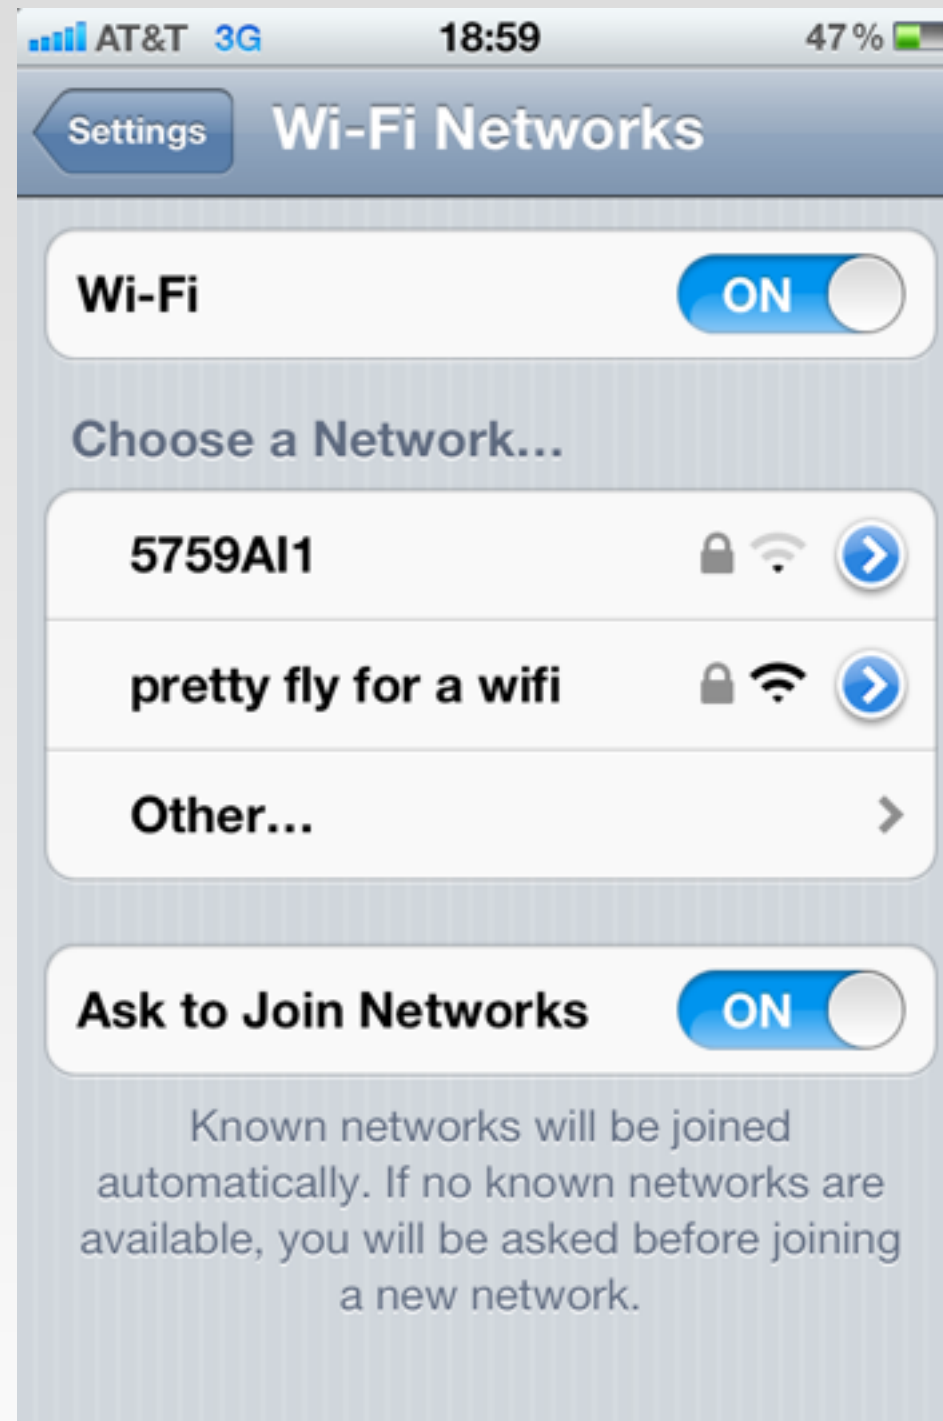 AT&T 3G 18:59 47%
Settings Wi-Fi Networks
Wi-Fi ON
Choose a Network...
5759AI1
pretty fly for a wifi
Other...
Ask to Join Networks ON
Known networks will be joined
automatically. If no known networks are
available, you will be asked before joining
a new network.